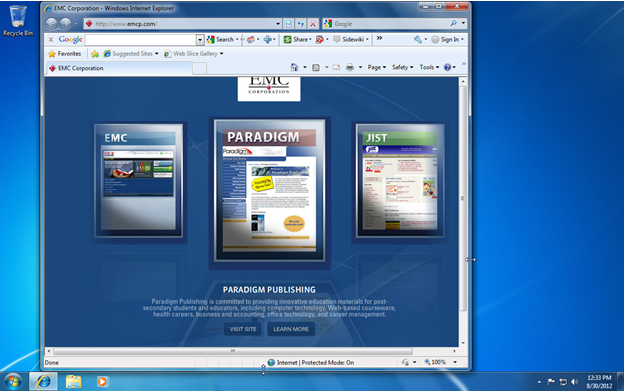 EMC Corporation - Windows Internet Explorer
Recycle Bin
http://www.emcp.com/
Google
Google
Search
Share
Sidewiki
Sign In
Favorites
Suggested Sites
Web Slice Gallery
EMC Corporation
Page
Safety
Tools
EMC
CORPORATION
EMC
PARADIGM
JIST
Paradigm
PARADIGM PUBLISHING
Paradigm Publishing is committed to providing innovative education materials for post-
secondary students and educators, including computer technology, Web-based courseware,
health careers, business and accounting, office technology, and career management.
VISIT SITE
LEARN MORE
Done
Internet | Protected Mode: On
100%
12:33 PM
8/30/2012